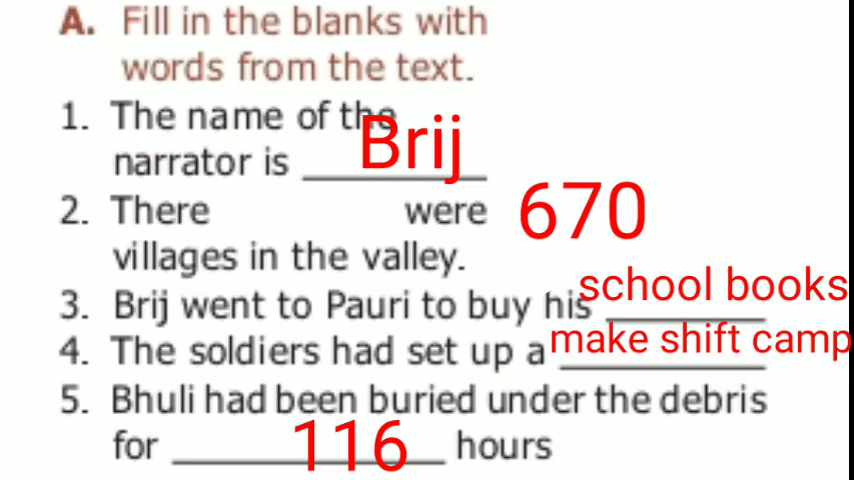 A. Fill in the blanks with
words from the text.
1. The name of the
narrator is Brij
2. There were 670
villages in the valley.
3. Brij went to Pauri to buy his school books
4. The soldiers had set up a make shift camp
5. Bhuli had been buried under the debris
for 116 hours